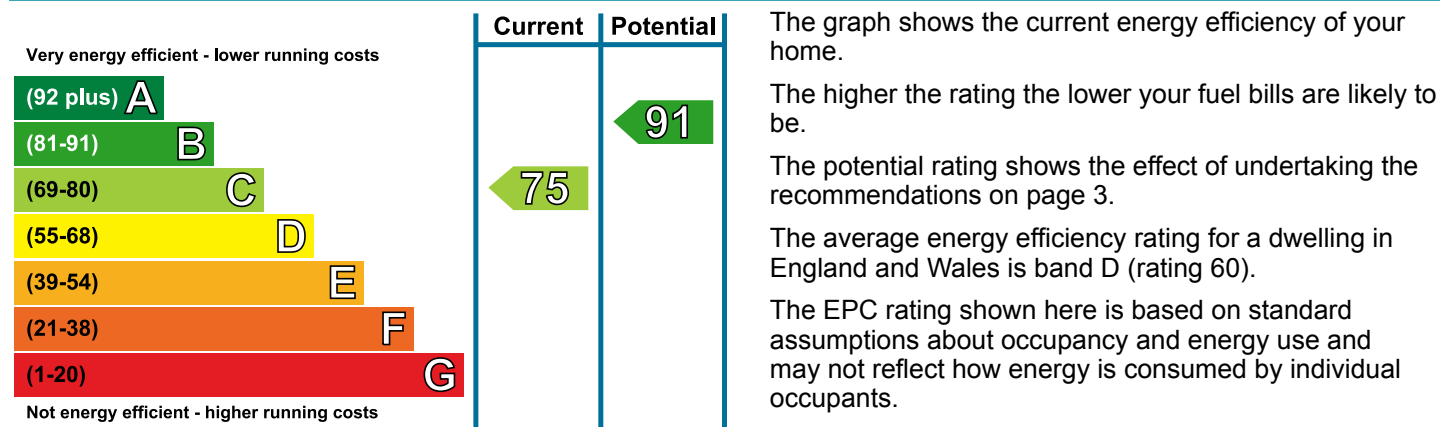 Current Potential
Very energy efficient - lower running costs
(92 plus) A
(81-91) B
(69-80) C
(55-68) D
(39-54) E
(21-38) F
(1-20) G
Not energy efficient - higher running costs
91
75
The graph shows the current energy efficiency of your
home.
The higher the rating the lower your fuel bills are likely to
be.
The potential rating shows the effect of undertaking the
recommendations on page 3.
The average energy efficiency rating for a dwelling in
England and Wales is band D (rating 60).
The EPC rating shown here is based on standard
assumptions about occupancy and energy use and
may not reflect how energy is consumed by individual
occupants.